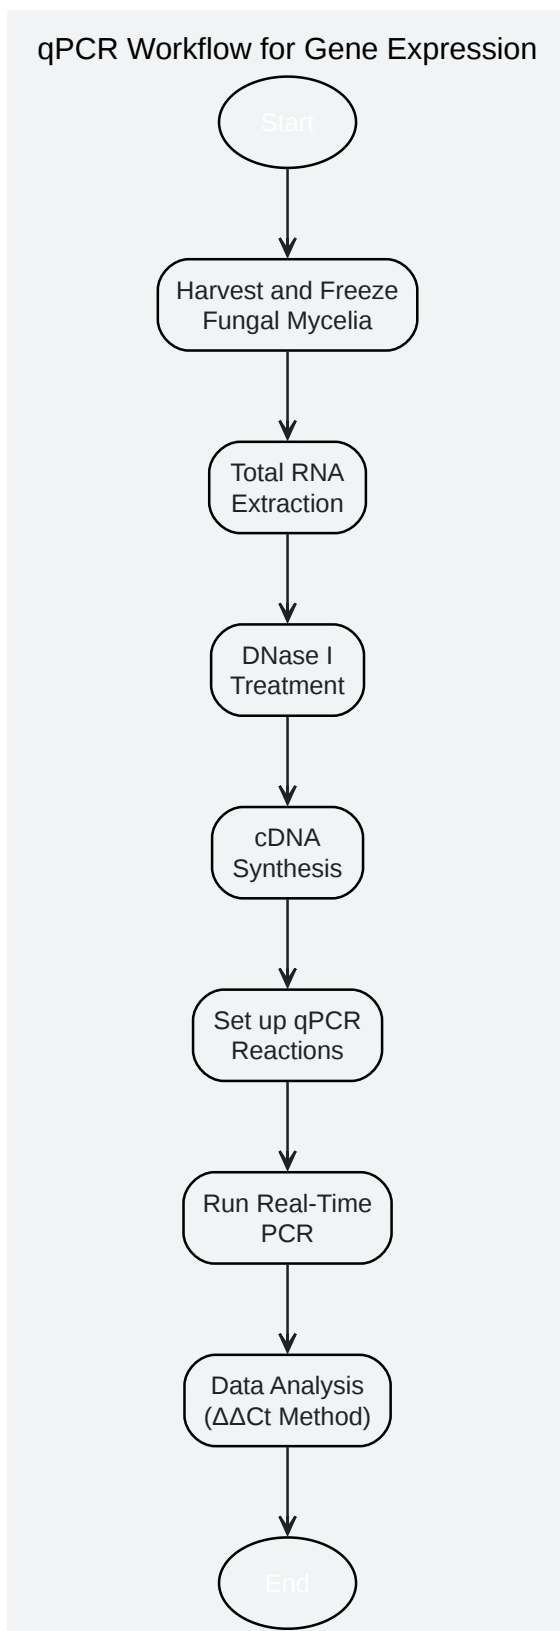 qPCR Workflow for Gene Expression
Start
Harvest and Freeze
Fungal Mycelia
Total RNA
Extraction
DNase I
Treatment
cDNA
Synthesis
Set up qPCR
Reactions
Run Real-Time
PCR
Data Analysis
(ΔΔCt Method)
End